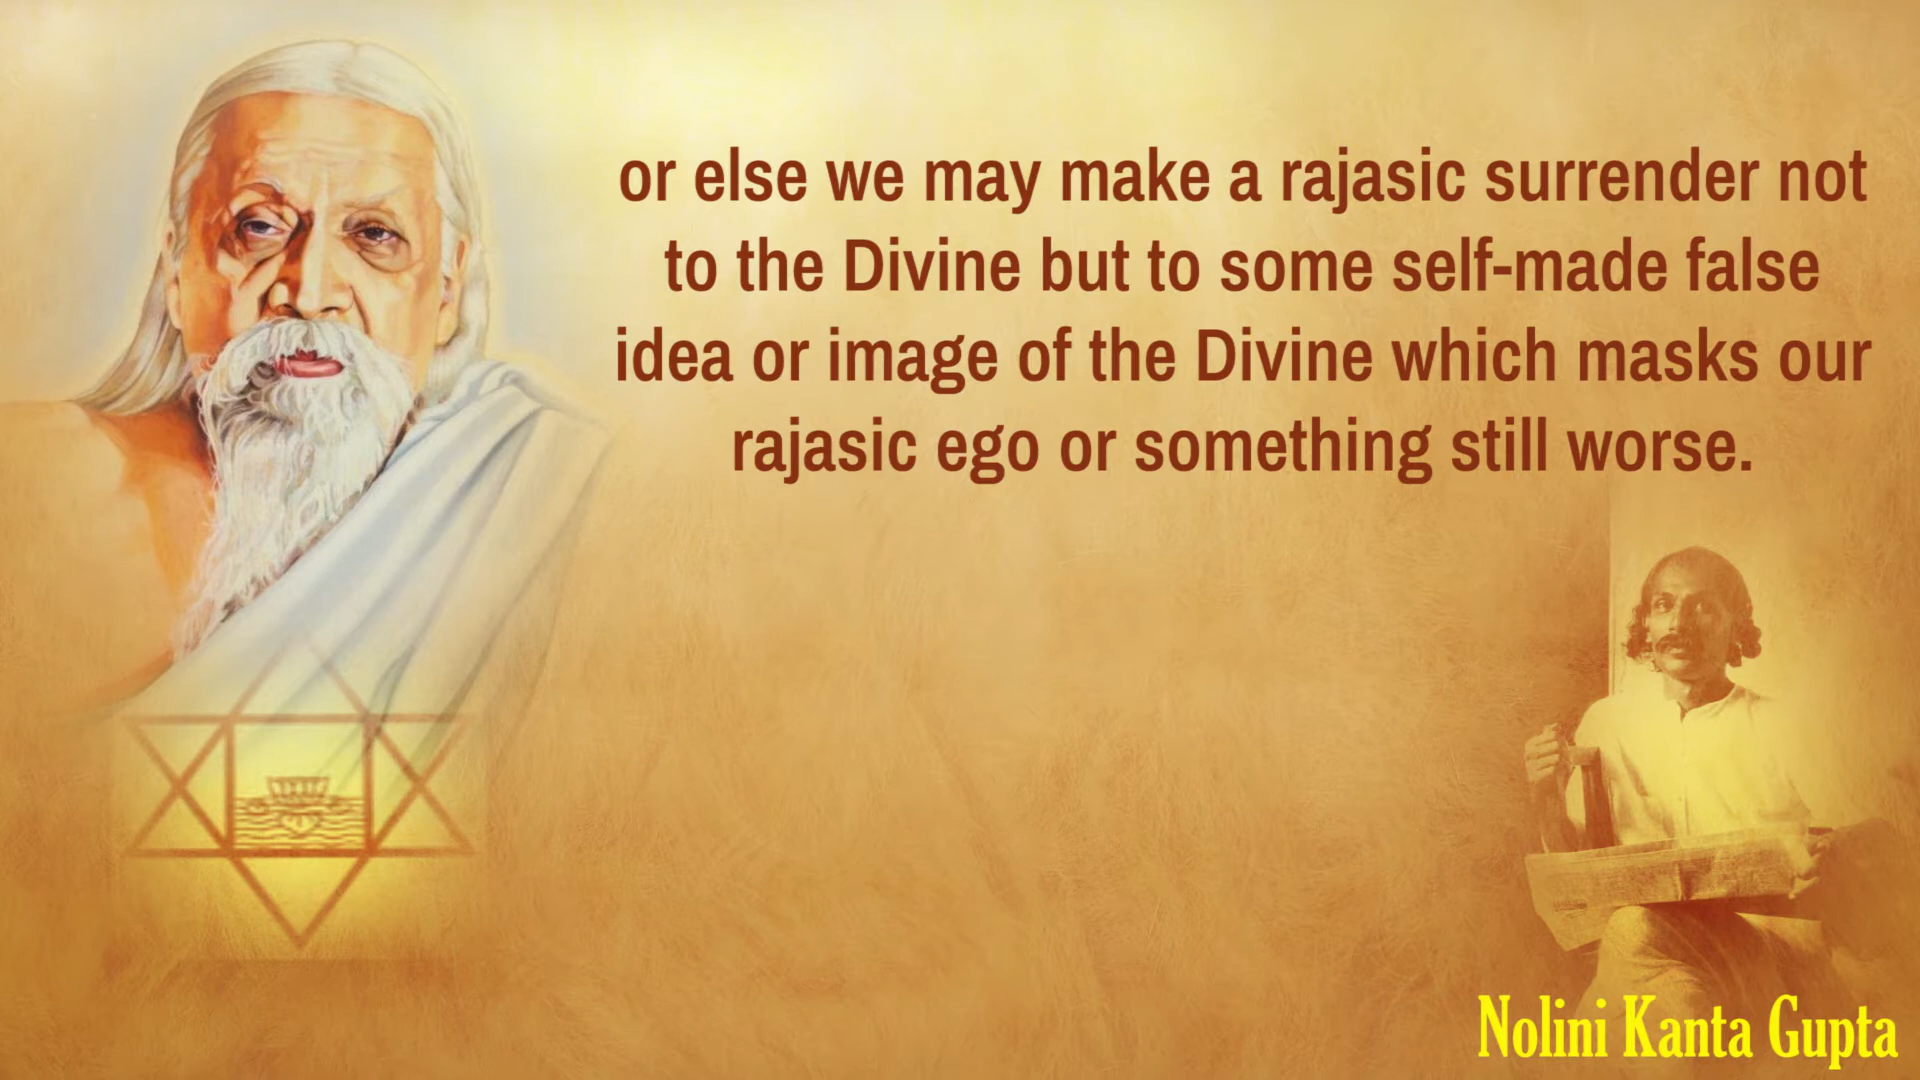 or else we may make a rajasic surrender not
to the Divine but to some self-made false
idea or image of the Divine which masks our
rajasic ego or something still worse.
Nolini Kanta Gupta